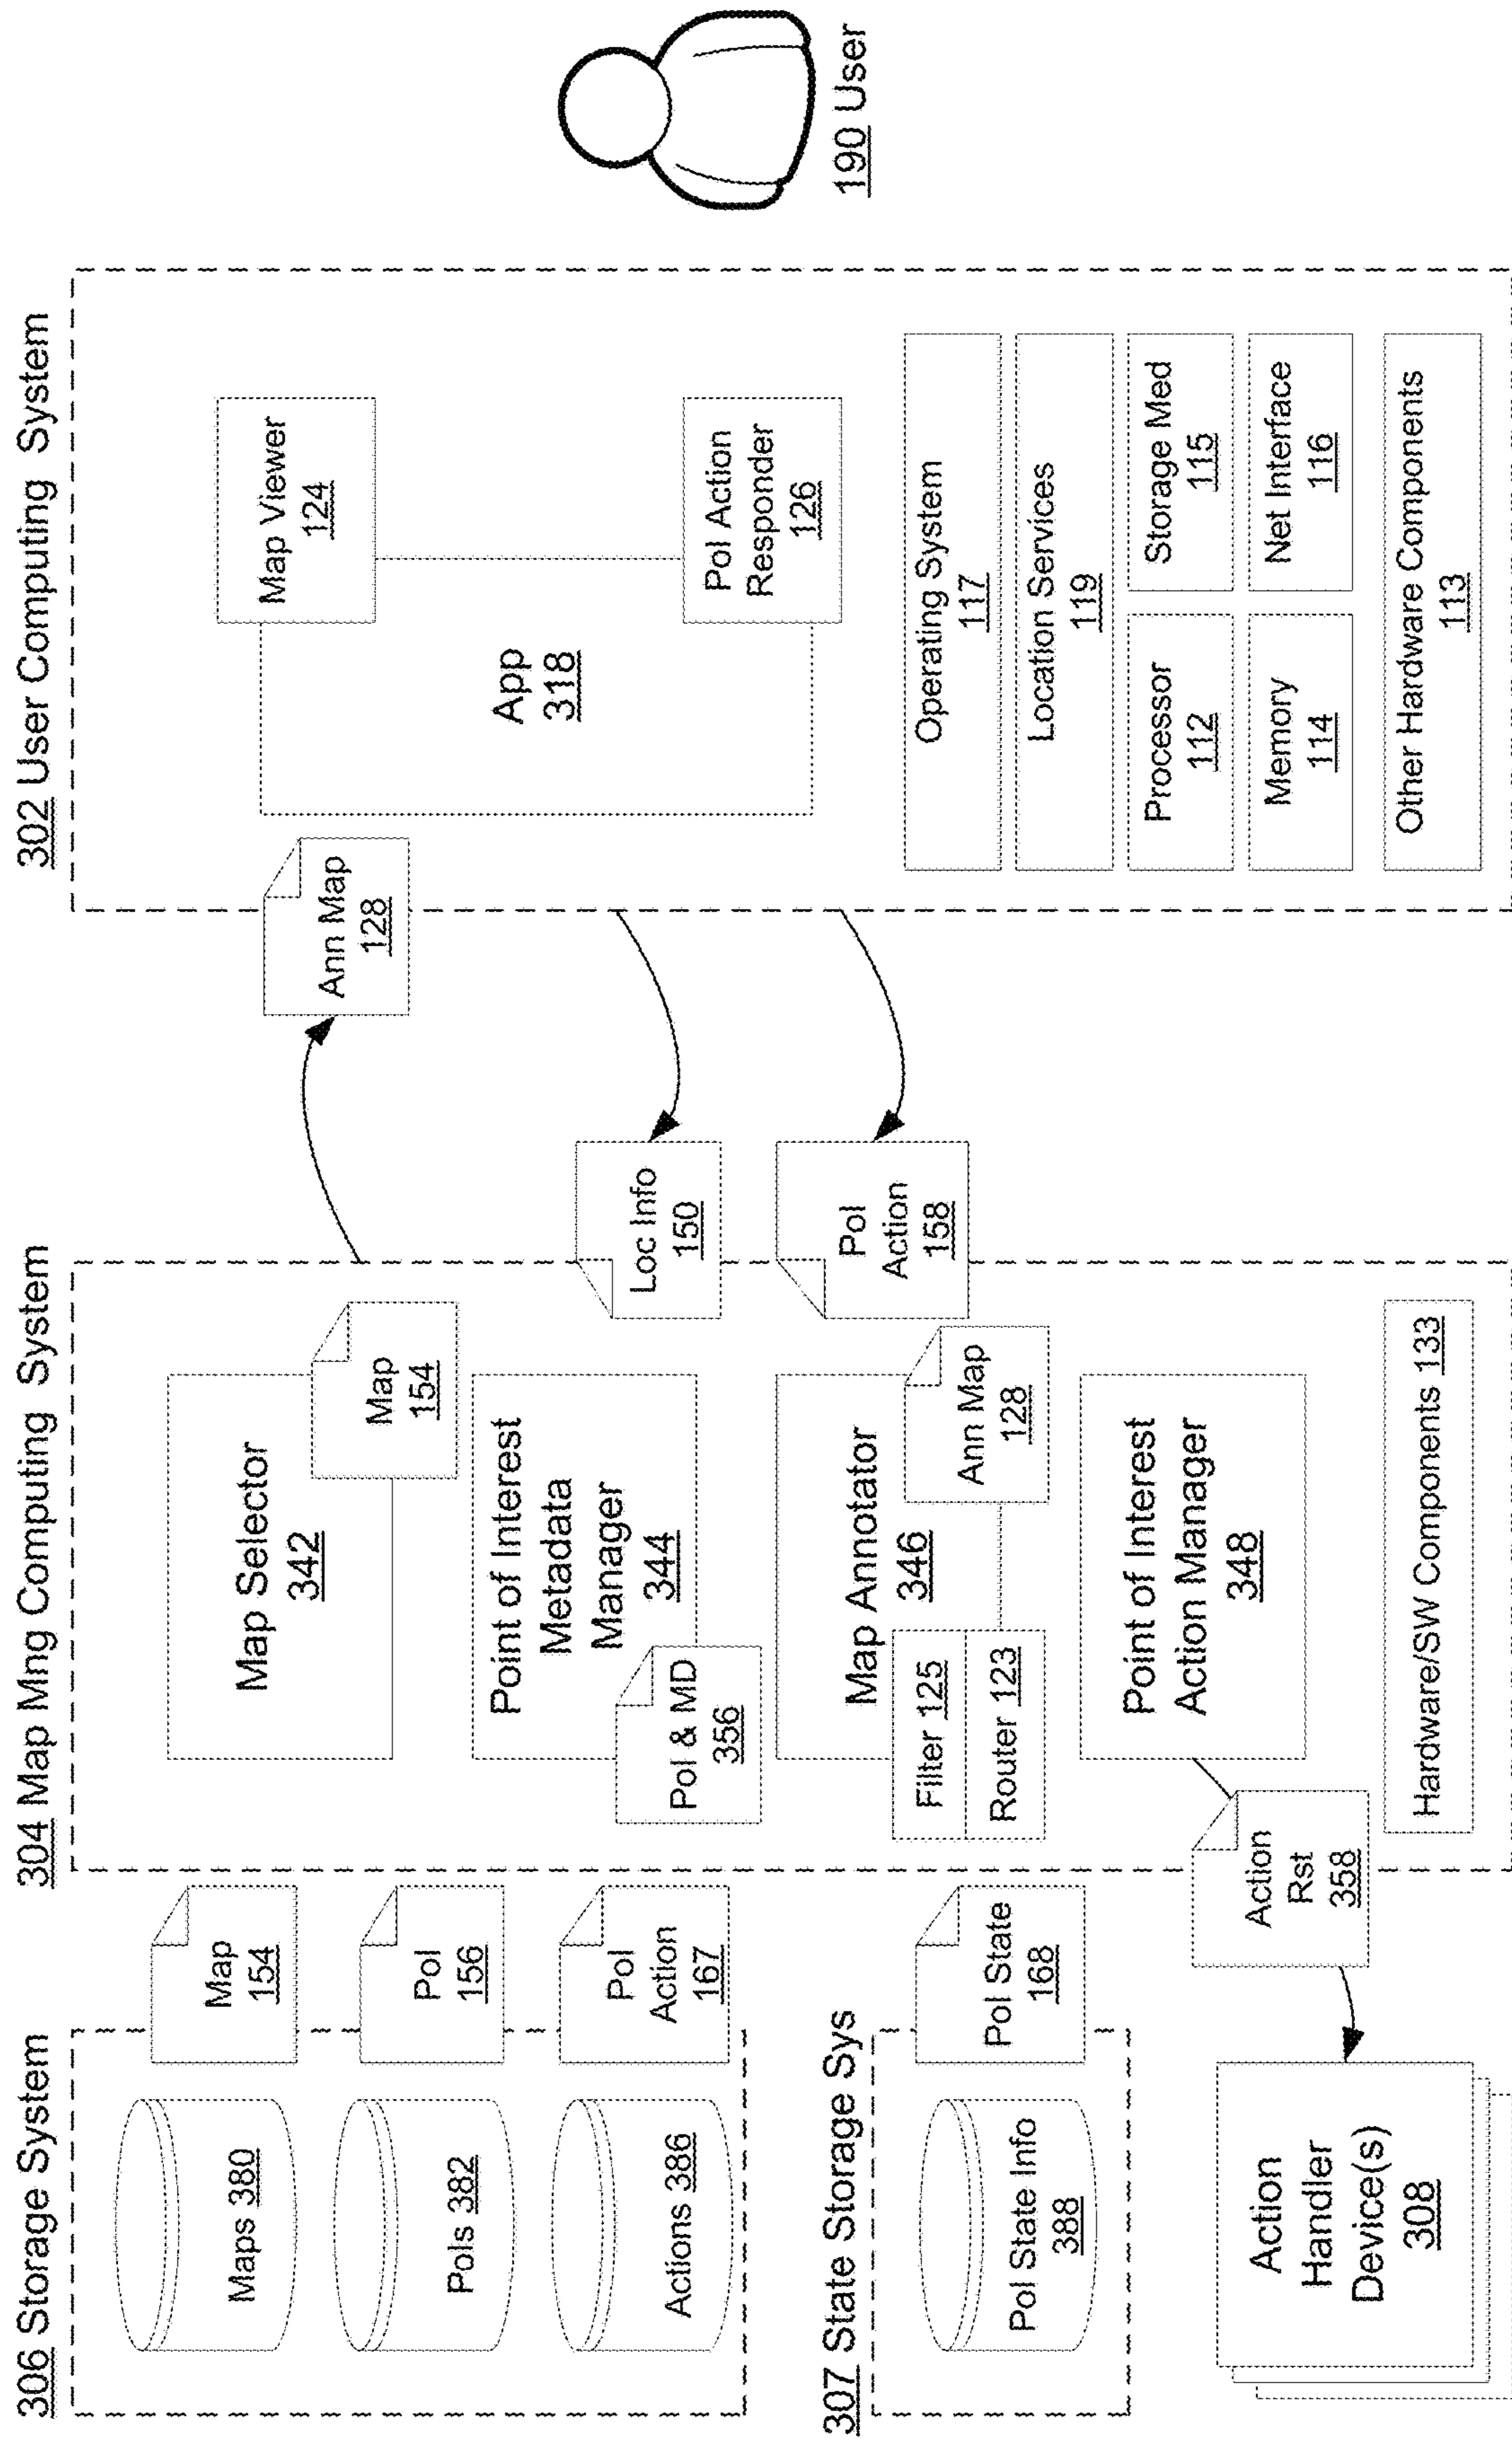 306 Storage System
Maps 380
PoIs 382
Actions 386
Map
154
PoI
156
PoI
Action
167
307 State Storage Sys
PoI State Info
388
PoI State
168
Action
Handler
Device(s)
308
Action
Rst
358
304 Map Mng Computing System
Map Selector
342
Map
154
Point of Interest
Metadata
Manager
344
PoI & MD
356
Map Annotator
346
Filter 125
Router 123
Ann Map
128
Point of Interest
Action Manager
348
Hardware/SW Components 133
Loc Info
150
PoI
Action
158
302 User Computing System
Ann Map
128
App
318
Map Viewer
124
PoI Action
Responder
126
Operating System
117
Location Services
119
Processor
112
Storage Med
115
Memory
114
Net Interface
116
Other Hardware Components
113
190 User